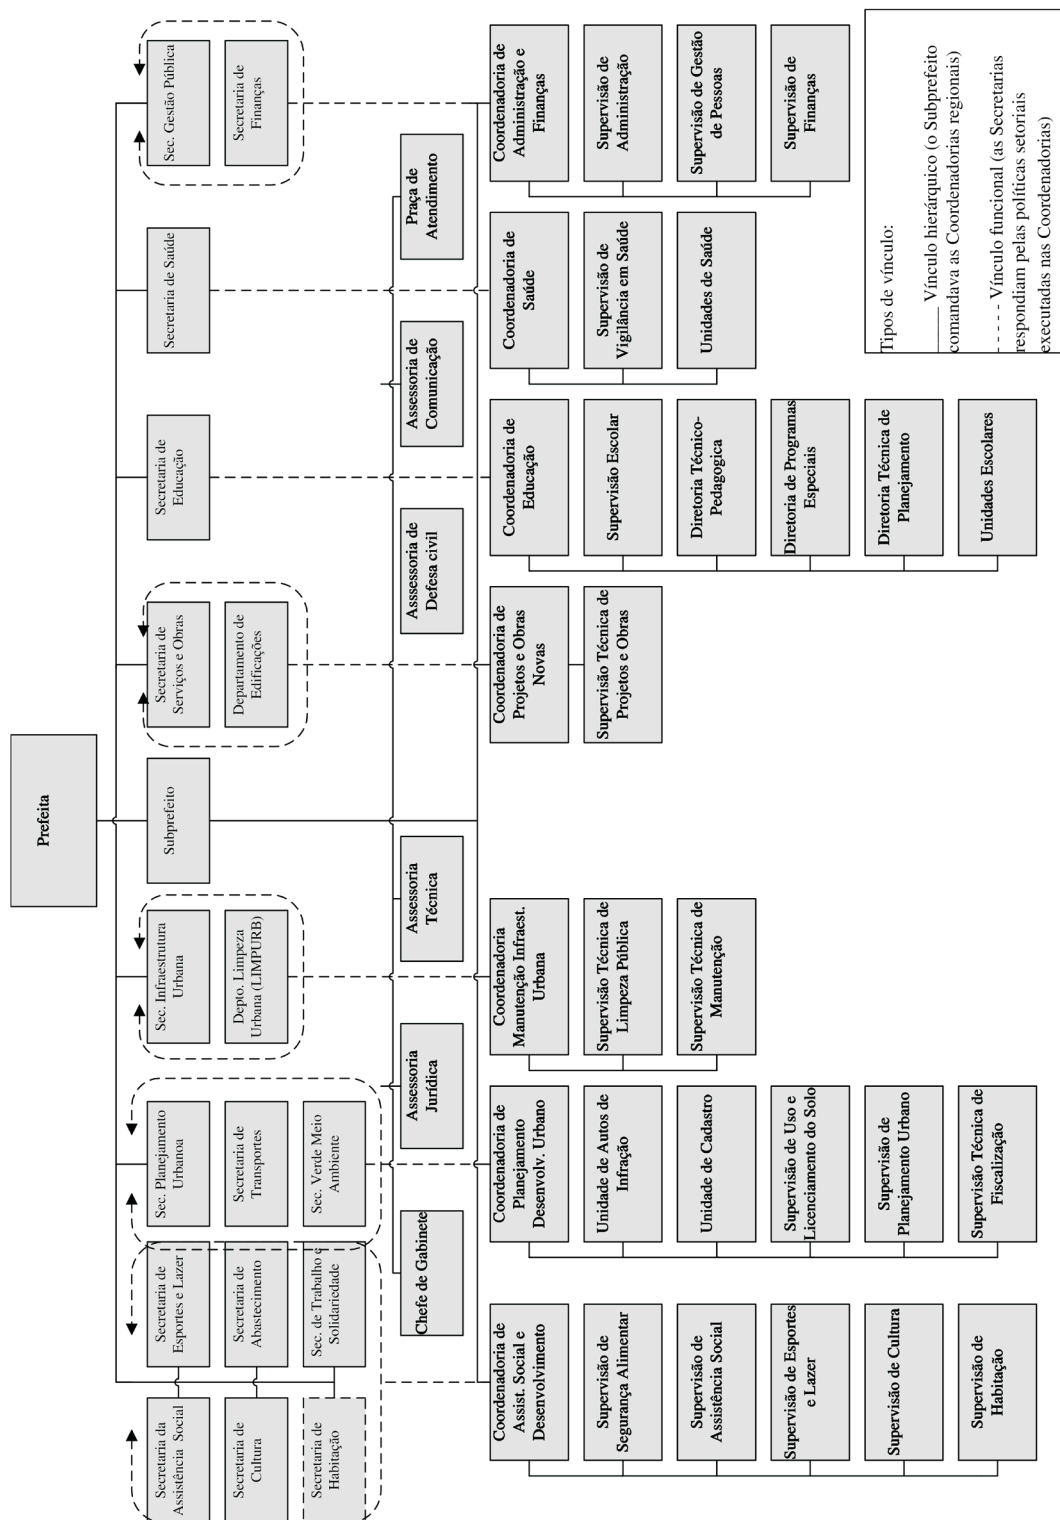 Prefeita
Secretaria da
Assistência Social
Secretaria de
Esportes e Lazer
Sec. Planejamento
Urbanoa
Sec. Infraestrutura
Urbana
Subprefeito
Secretaria de
Serviços e Obras
Secretaria de
Educação
Secretaria de Saúde
Sec. Gestão Pública
Secretaria de
Cultura
Secretaria de
Abastecimento
Secretaria de
Transportes
Depto. Limpeza
Urbana (LIMPURB)
Departamento de
Edificações
Secretaria de
Finanças
Secretaria de
Habitação
Sec. de Trabalho e
Solidariedade
Sec. Verde Meio
Ambiente
Chefe de Gabinete
Assessoria
Jurídica
Assessoria
Técnica
Asssessoria de
Defesa civil
Assessoria de
Comunicação
Praça de
Atendimento
Coordenadoria de
Assist. Social e
Desenvolvimento
Supervisão de
Segurança Alimentar
Supervisão de
Assistência Social
Supervisão de Esportes
e Lazer
Supervisão de Cultura
Supervisão de
Habitação
Coordenadoria de
Planejamento
Desenvolv. Urbano
Unidade de Autos de
Infração
Unidade de Cadastro
Supervisão de Uso e
Licenciamento do Solo
Supervisão de
Planejamento Urbano
Supervisão Técnica de
Fiscalização
Coordenadoria
Manutenção Infraest.
Urbana
Supervisão Técnica de
Limpeza Pública
Supervisão Técnica de
Manutenção
Coordenadoria de
Projetos e Obras
Novas
Supervisão Técnica de
Projetos e Obras
Coordenadoria de
Educação
Supervisão Escolar
Diretoria Técnico-
Pedagogica
Diretoria de Programas
Especiais
Diretoria Técnica de
Planejamento
Unidades Escolares
Coordenadoria de
Saúde
Supervisão de
Vigilância em Saúde
Unidades de Saúde
Coordenadoria de
Administração e
Finanças
Supervisão de
Administração
Supervisão de Gestão
de Pessoas
Supervisão de
Finanças
Tipos de vínculo:
_____ Vínculo hierárquico (o Subprefeito
comandava as Coordenadorias regionais)
- - - - - Vínculo funcional (as Secretarias
respondiam pelas políticas setoriais
executadas nas Coordenadorias)